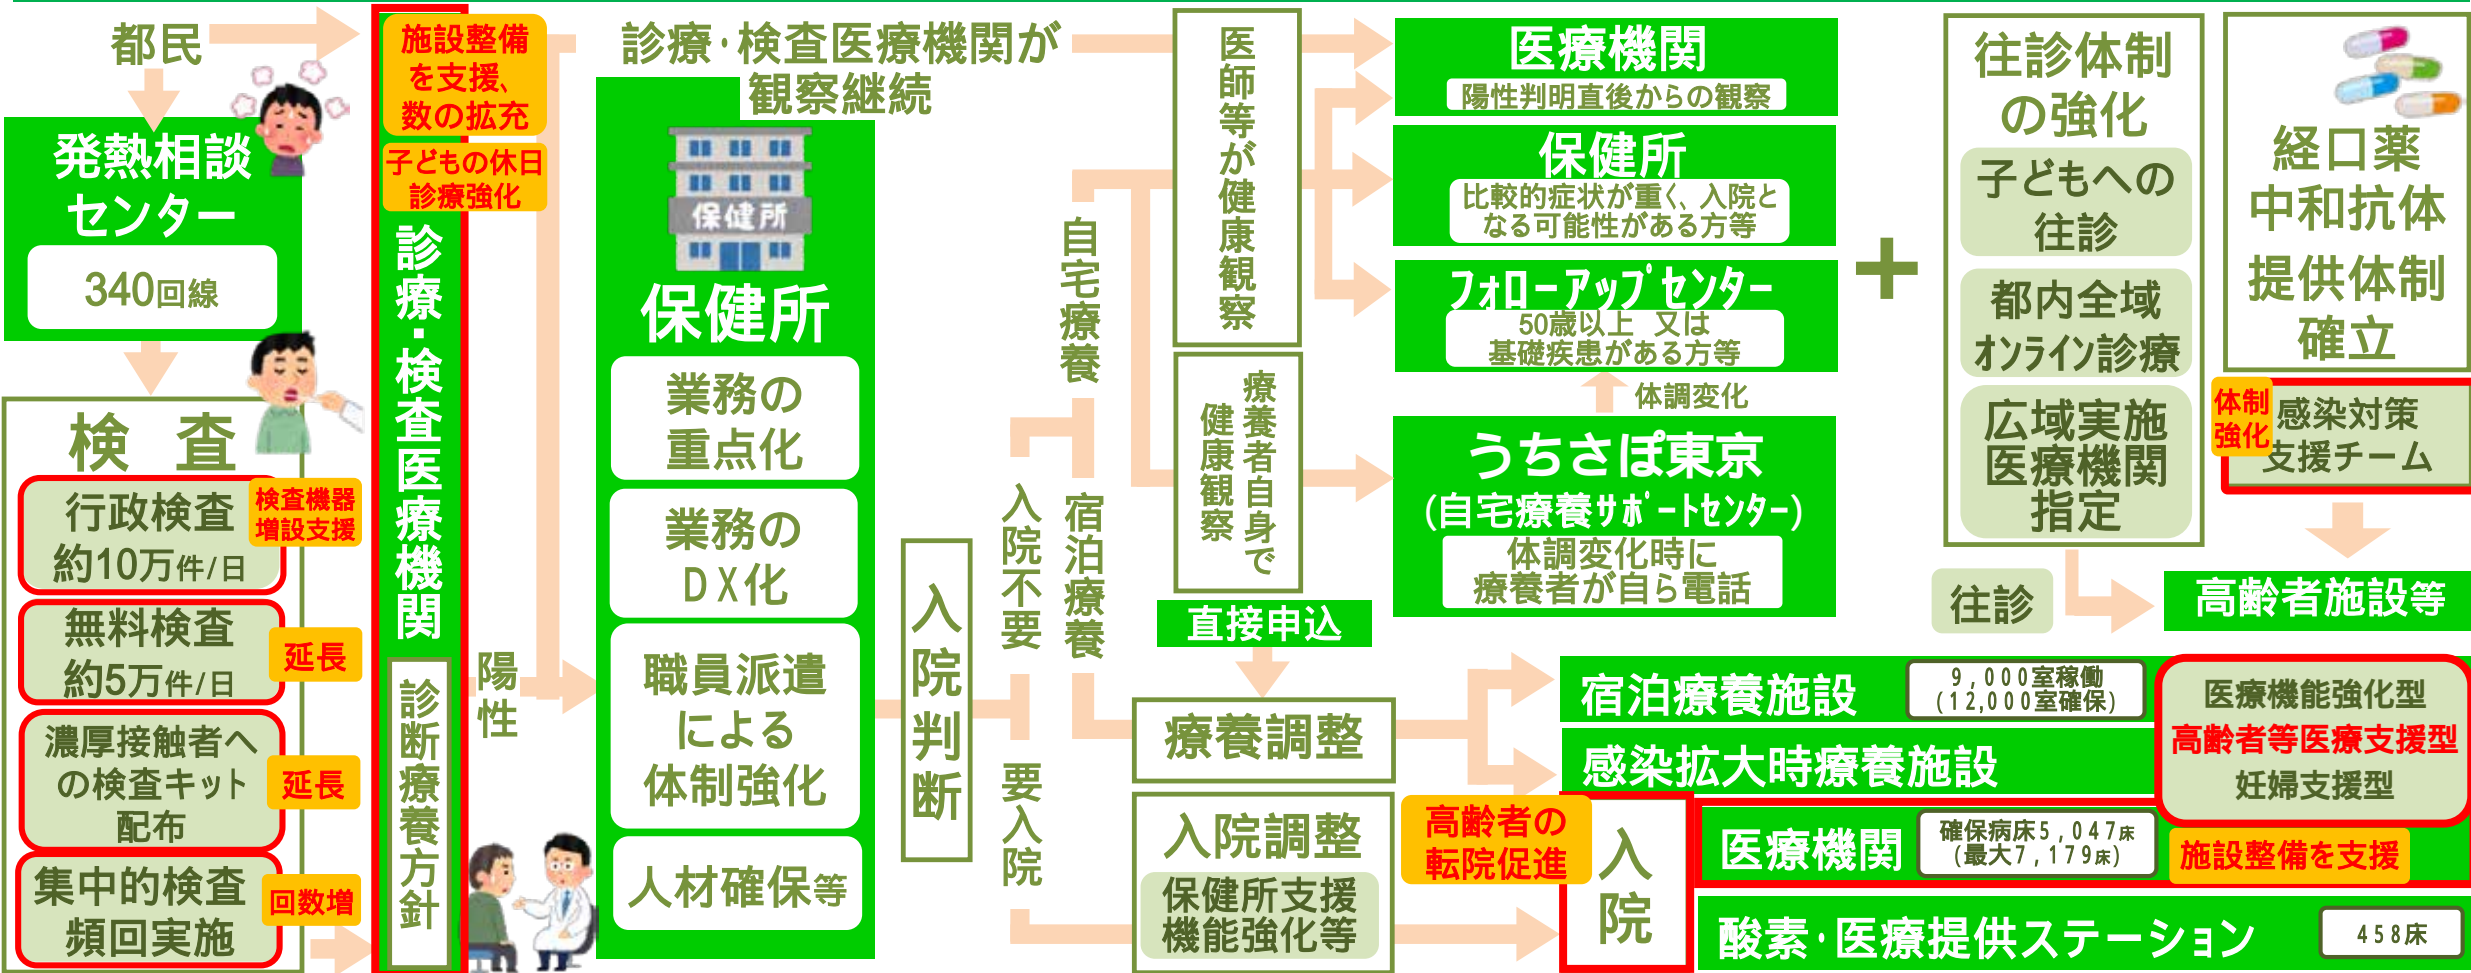 都民
発熱相談
センター
340回線
検 査
行政検査
約10万件/日
検査機器
増設支援
無料検査
約5万件/日
延長
濃厚接触者へ
の検査キット
配布
延長
集中的検査
頻回実施
回数増
施設整備
を支援、
数の拡充
子どもの休日
診療強化
診療・検査医療機関
診断療養方針
陽性
診療・検査医療機関が
観察継続
保健所
保健所
業務の
重点化
業務の
DX化
職員派遣
による
体制強化
人材確保等
入院判断
入院不要
要入院
自宅療養
宿泊療養
医師等が健康観察
療養者自身で
健康観察
直接申込
療養調整
入院調整
保健所支援
機能強化等
医療機関
陽性判明直後からの観察
保健所
比較的症状が重く、入院と
なる可能性がある方等
フォローアップセンター
50歳以上 又は
基礎疾患がある方等
体調変化
うちさぽ東京
(自宅療養サポートセンター)
体調変化時に
療養者が自ら電話
+
往診体制
の強化
子どもへの
往診
都内全域
オンライン診療
広域実施
医療機関
指定
経口薬
中和抗体
提供体制
確立
体制
強化
感染対策
支援チーム
往診
高齢者施設等
宿泊療養施設
9,000室稼働
(12,000室確保)
感染拡大時療養施設
医療機能強化型
高齢者等医療支援型
妊婦支援型
高齢者の
転院促進
入院
医療機関
確保病床5,047床
(最大7,179床)
施設整備を支援
酸素・医療提供ステーション
458床